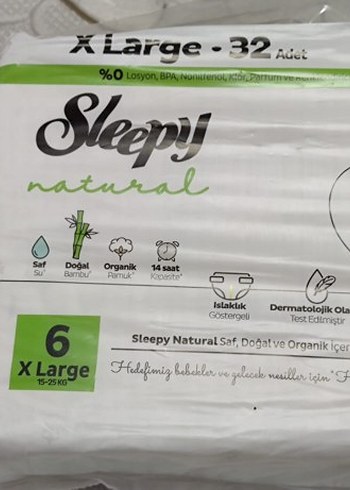 X Large - 32 Adet
%0 Losyon, BPA, Nonilfenol, Klor, Parfüm ve
Sleepy
natural
Saf
Su*
Doğal
Bambu*
Organik
Pamuk*
14 saat
Kapasite*
Islaklık
Göstergeli
Dermatolojik Ola
Test Edilmiştir
6
X Large
15-25 KG
Sleepy Natural Saf, Doğal ve Organik İçer
Hedefimiz bebekler ve gelecek nesiller için "